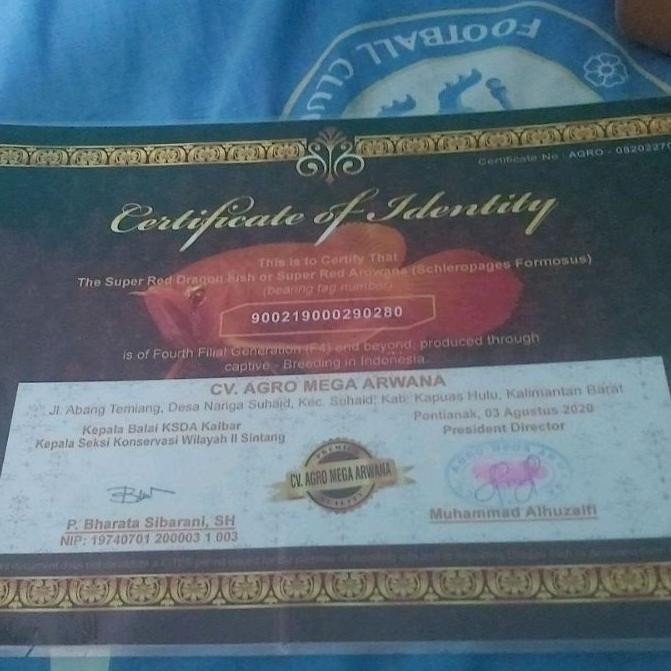 FOOTBALL CLUB
Certificate No : AGRO - 08202270
Certificate of Identity
This is to Certify That
The Super Red Dragon Fish or Super Red Arowana (Schleropages Formosus)
(bearing tag number)
900219000290280
is of Fourth Filial Generation (F4) and beyond, produced through
captive - Breeding in Indonesia.
CV. AGRO MEGA ARWANA
Jl. Abang Temiang, Desa Nanga Suhaid, Kec. Suhaid, Kab. Kapuas Hulu, Kalimantan Barat
Pontianak, 03 Agustus 2020
Kepala Balai KSDA Kalbar
President Director
Kepala Seksi Konservasi Wilayah II Sintang
PREMIUM
CV. AGRO MEGA ARWANA
QUALITY
P. Bharata Sibarani, SH
Muhammad Alhuzaifi
NIP: 19740701 200003 1 003